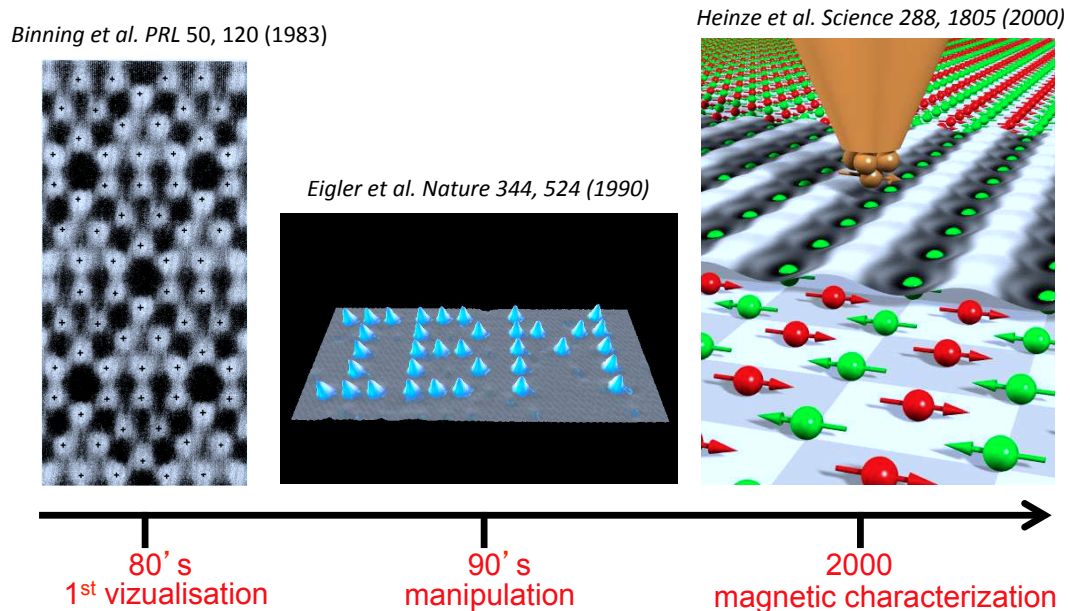 Binning et al. PRL 50, 120 (1983)
Eigler et al. Nature 344, 524 (1990)
Heinze et al. Science 288, 1805 (2000)
IBM
80's
1st vizualisation
90's
manipulation
2000
magnetic characterization